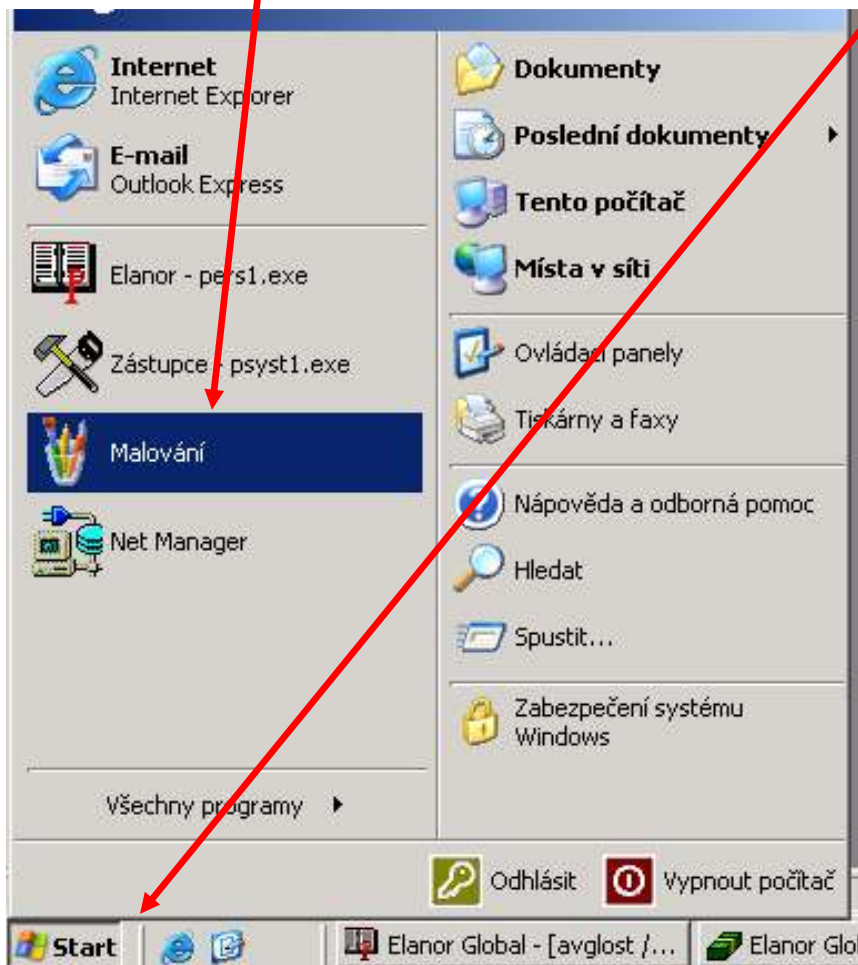 Internet
Internet Explorer
E-mail
Outlook Express
Elanor - pers1.exe
Zástupce - psyst1.exe
Malování
Net Manager
Všechny programy
Dokumenty
Poslední dokumenty
Tento počítač
Místa v síti
Ovládací panely
Tiskárny a faxy
Nápověda a odborná pomoc
Hledat
Spustit...
Zabezpečení systému
Windows
Odhlásit
Vypnout počítač
Start
Elanor Global - [avglost /...
Elanor Glo